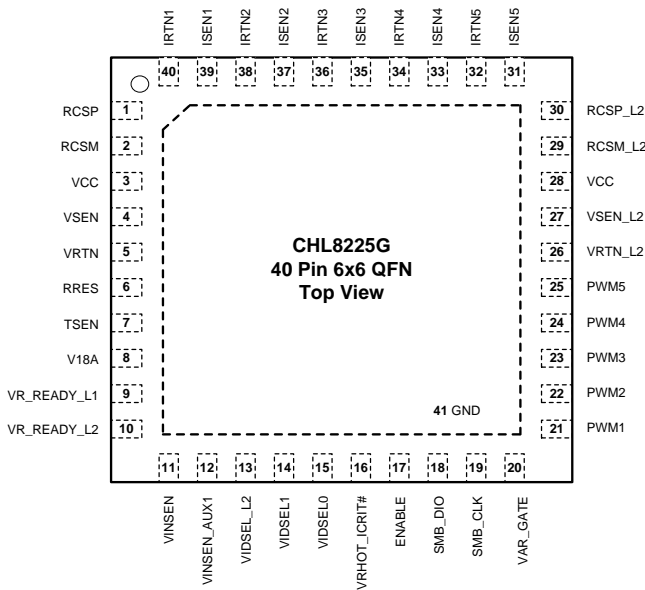 IRTN1 ISEN1 IRTN2 ISEN2 IRTN3 ISEN3 IRTN4 ISEN4 IRTN5 ISEN5
40 39 38 37 36 35 34 33 32 31
RCSP 1 30 RCSP_L2
RCSM 2 29 RCSM_L2
VCC 3 28 VCC
VSEN 4 27 VSEN_L2
VRTN 5 26 VRTN_L2
RRES 6 25 PWM5
TSEN 7 24 PWM4
V18A 8 23 PWM3
VR_READY_L1 9 22 PWM2
VR_READY_L2 10 21 PWM1
CHL8225G
40 Pin 6x6 QFN
Top View
41 GND
11 12 13 14 15 16 17 18 19 20
VINSEN VINSEN_AUX1 VIDSEL_L2 VIDSEL1 VIDSEL0 VRHOT_ICRIT# ENABLE SMB_DIO SMB_CLK VAR_GATE